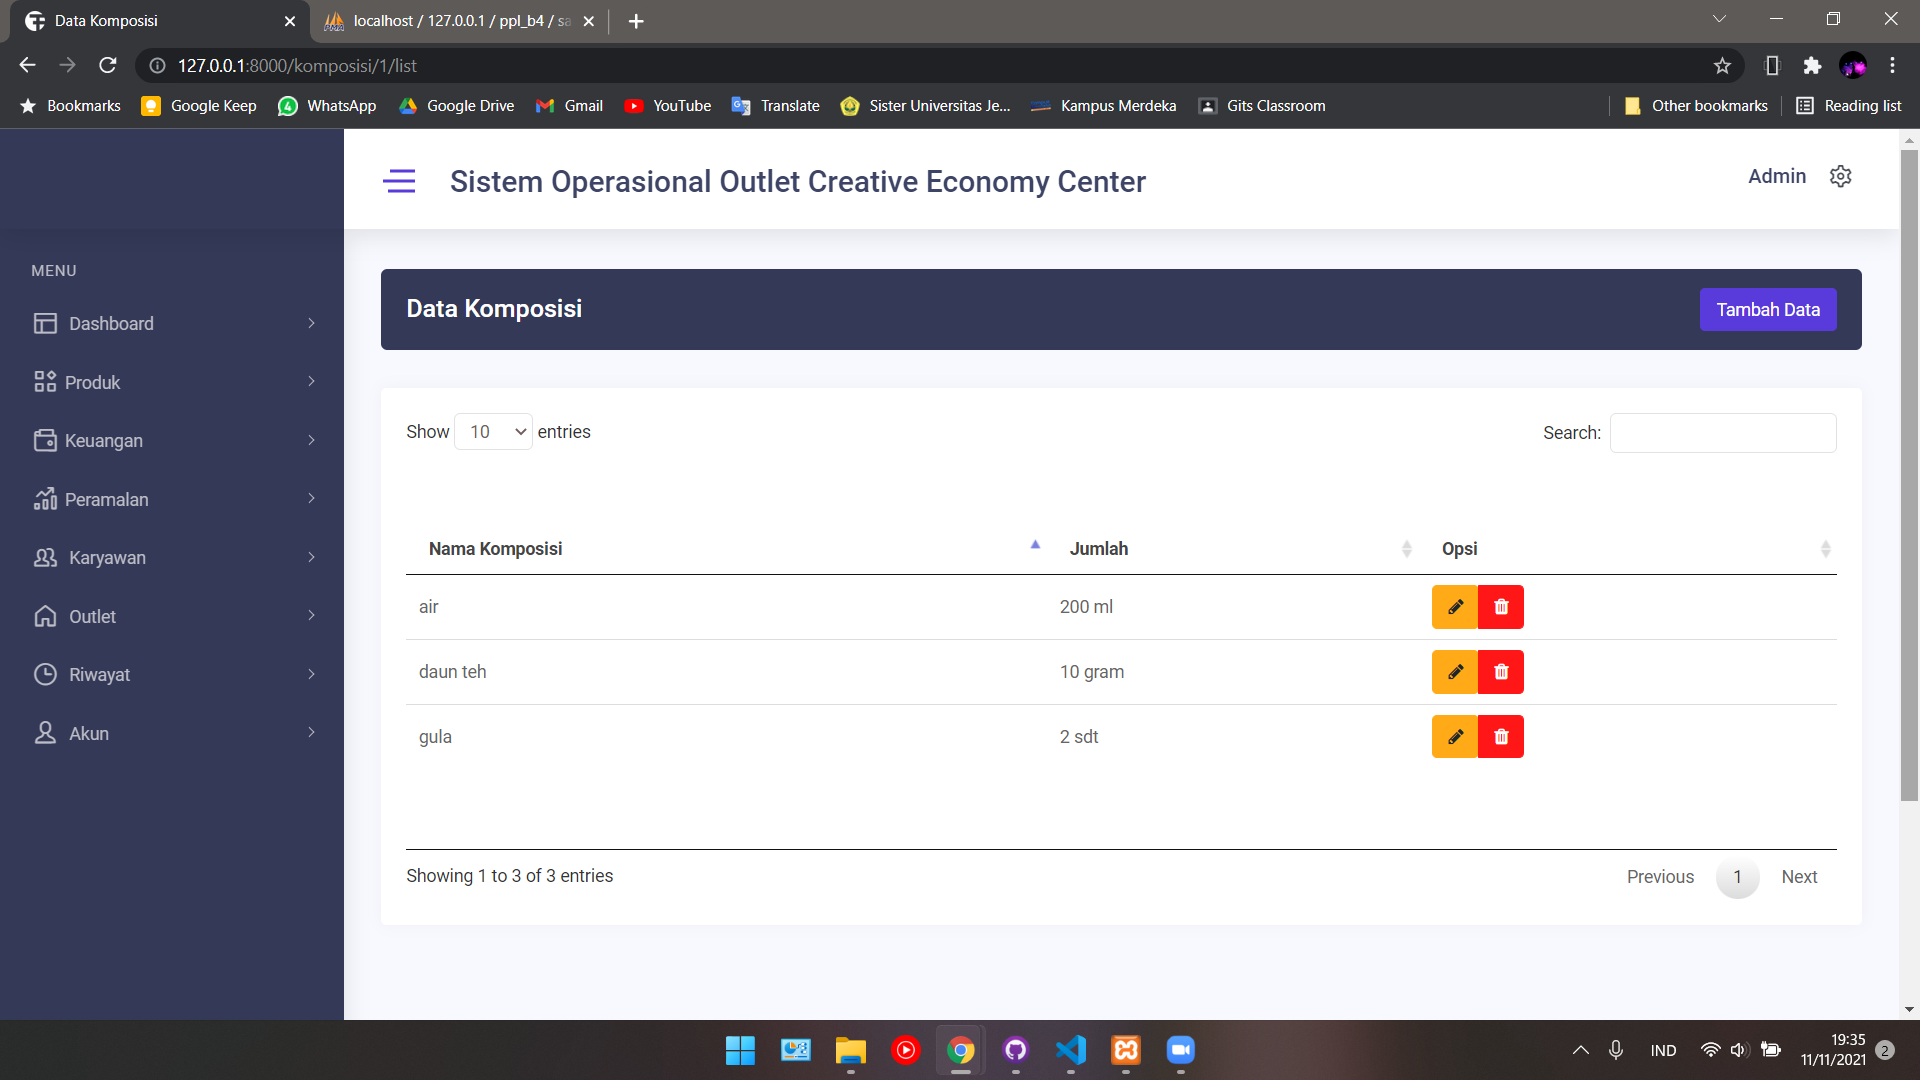 Data Komposisi
localhost / 127.0.0.1 / ppl_b4 / sa
127.0.0.1:8000/komposisi/1/list
Bookmarks Google Keep WhatsApp Google Drive Gmail YouTube Translate Sister Universitas Je... Kampus Merdeka Gits Classroom Other bookmarks Reading list
Sistem Operasional Outlet Creative Economy Center
Admin
MENU
Dashboard
Produk
Keuangan
Peramalan
Karyawan
Outlet
Riwayat
Akun
Data Komposisi
Tambah Data
Show 10 entries
Search:
Nama Komposisi Jumlah Opsi
air 200 ml
daun teh 10 gram
gula 2 sdt
Showing 1 to 3 of 3 entries
Previous 1 Next
IND
19:35
11/11/2021
2